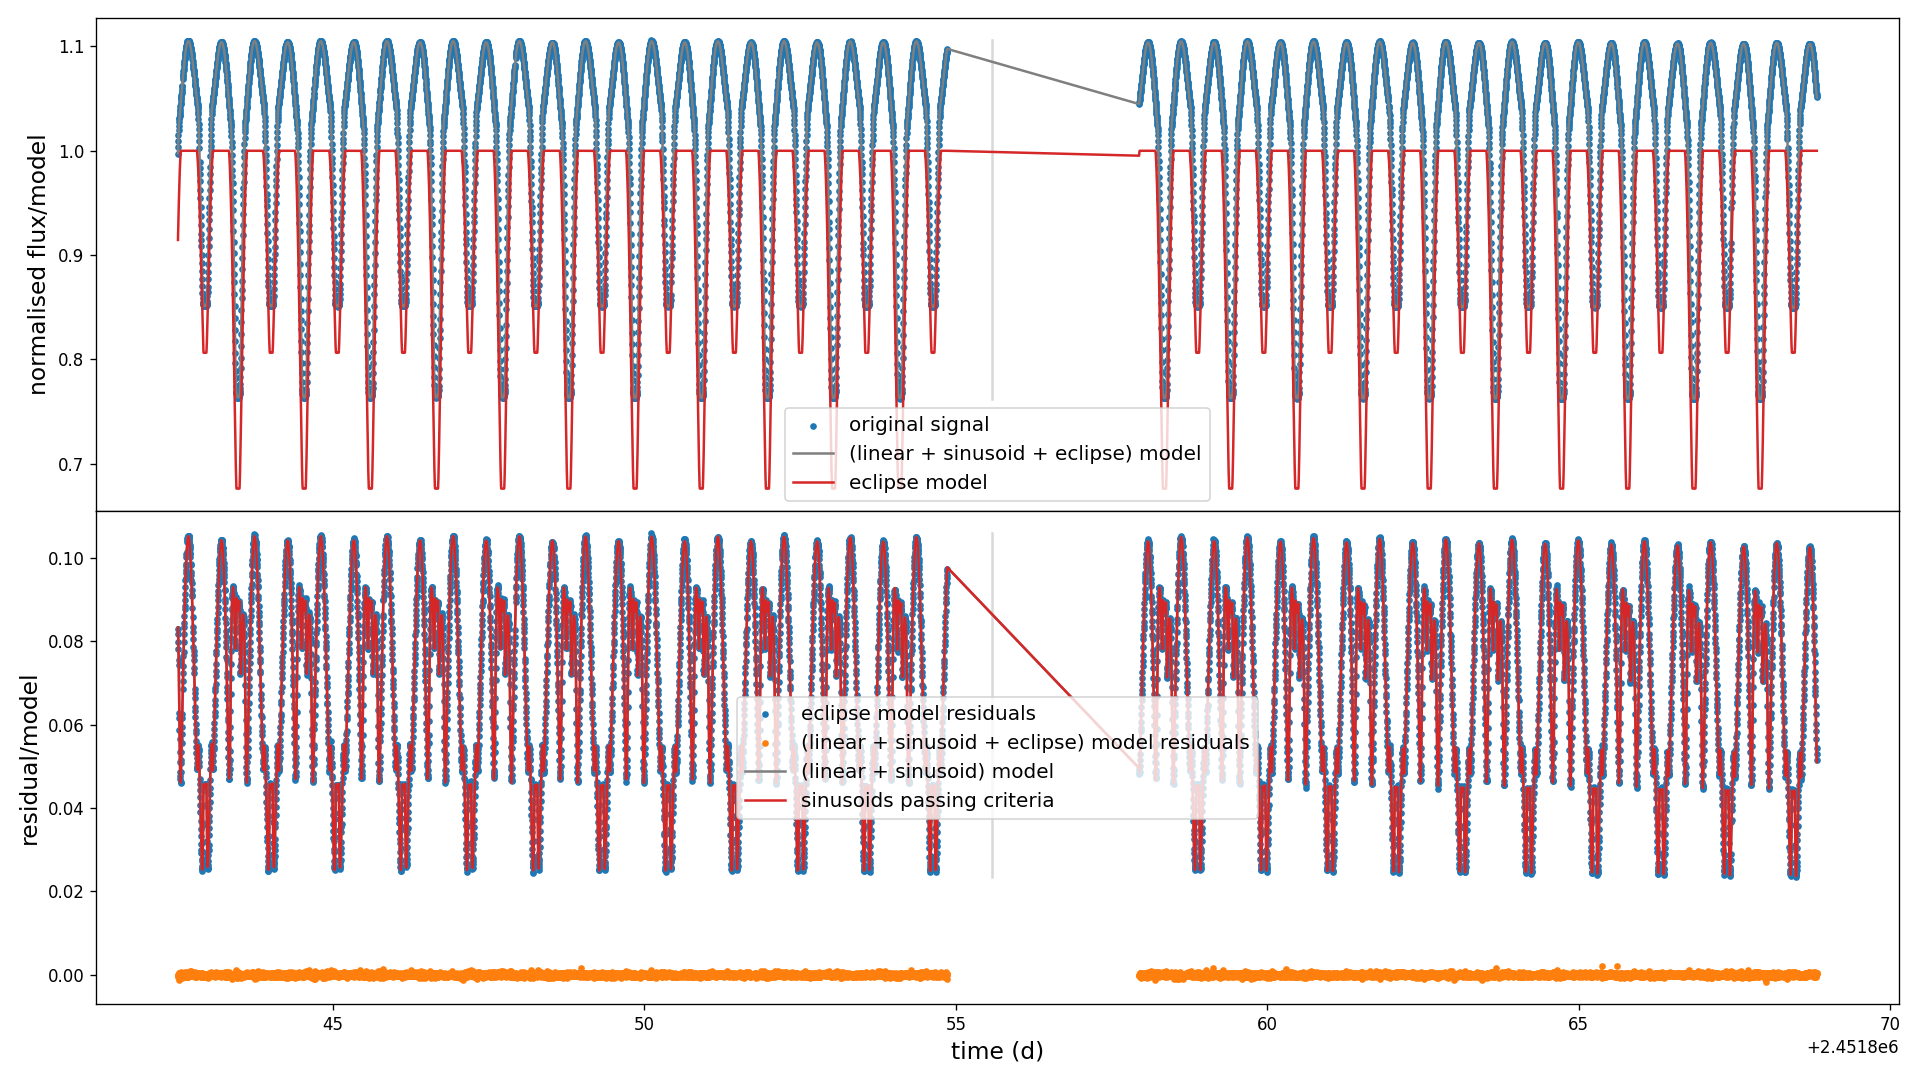 1.1
1.0
0.9
0.8
0.7
normalised flux/model
original signal
(linear + sinusoid + eclipse) model
eclipse model
0.10
0.08
0.06
0.04
0.02
0.00
residual/model
eclipse model residuals
(linear + sinusoid + eclipse) model residuals
(linear + sinusoid) model
sinusoids passing criteria
45
50
55
60
65
70
time (d)
+2.4518e6